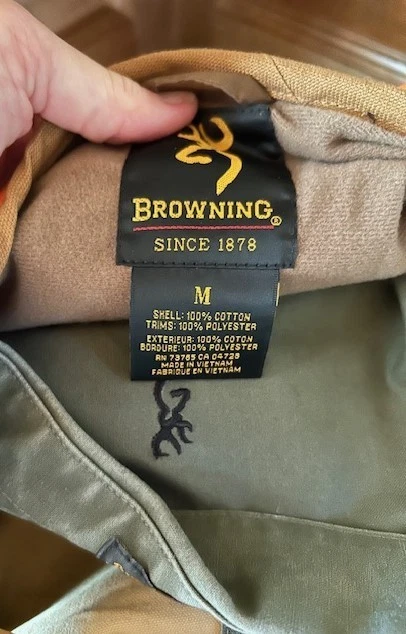 BROWNING®
SINCE 1878
M
SHELL: 100% COTTON
TRIMS: 100% POLYESTER
EXTERIEUR: 100% COTON
BORDURE: 100% POLYESTER
RN 73765 CA 04728
MADE IN VIETNAM
FABRIQUE EN VIETNAM